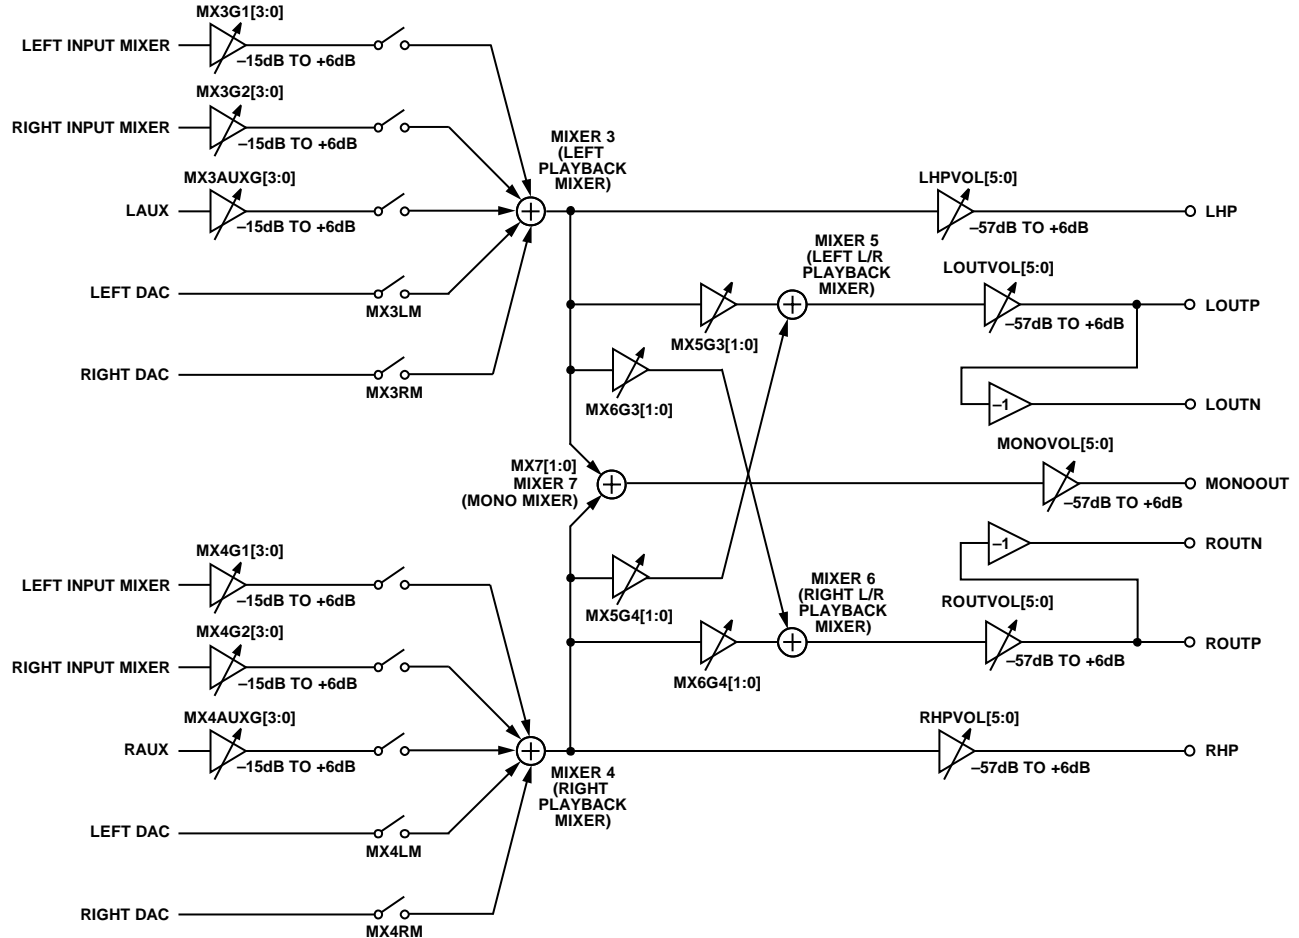 MX3G1[3:0]
LEFT INPUT MIXER
–15dB TO +6dB
MX3G2[3:0]
RIGHT INPUT MIXER
–15dB TO +6dB
MIXER 3
(LEFT
PLAYBACK
MIXER)
MX3AUXG[3:0]
LAUX
–15dB TO +6dB
LHPVOL[5:0]
–57dB TO +6dB
LHP
LEFT DAC
MX3LM
RIGHT DAC
MX3RM
MIXER 5
(LEFT L/R
PLAYBACK
MIXER)
LOUTVOL[5:0]
–57dB TO +6dB
LOUTP
MX5G3[1:0]
MX6G3[1:0]
–1
LOUTN
MX7[1:0]
MIXER 7
(MONO MIXER)
MONOVOL[5:0]
–57dB TO +6dB
MONOOUT
–1
ROUTN
MX4G1[3:0]
LEFT INPUT MIXER
–15dB TO +6dB
MX5G4[1:0]
MIXER 6
(RIGHT L/R
PLAYBACK
MIXER)
ROUTVOL[5:0]
–57dB TO +6dB
ROUTP
MX4G2[3:0]
RIGHT INPUT MIXER
–15dB TO +6dB
MX6G4[1:0]
MX4AUXG[3:0]
RAUX
–15dB TO +6dB
RHPVOL[5:0]
–57dB TO +6dB
RHP
MIXER 4
(RIGHT
PLAYBACK
MIXER)
LEFT DAC
MX4LM
RIGHT DAC
MX4RM